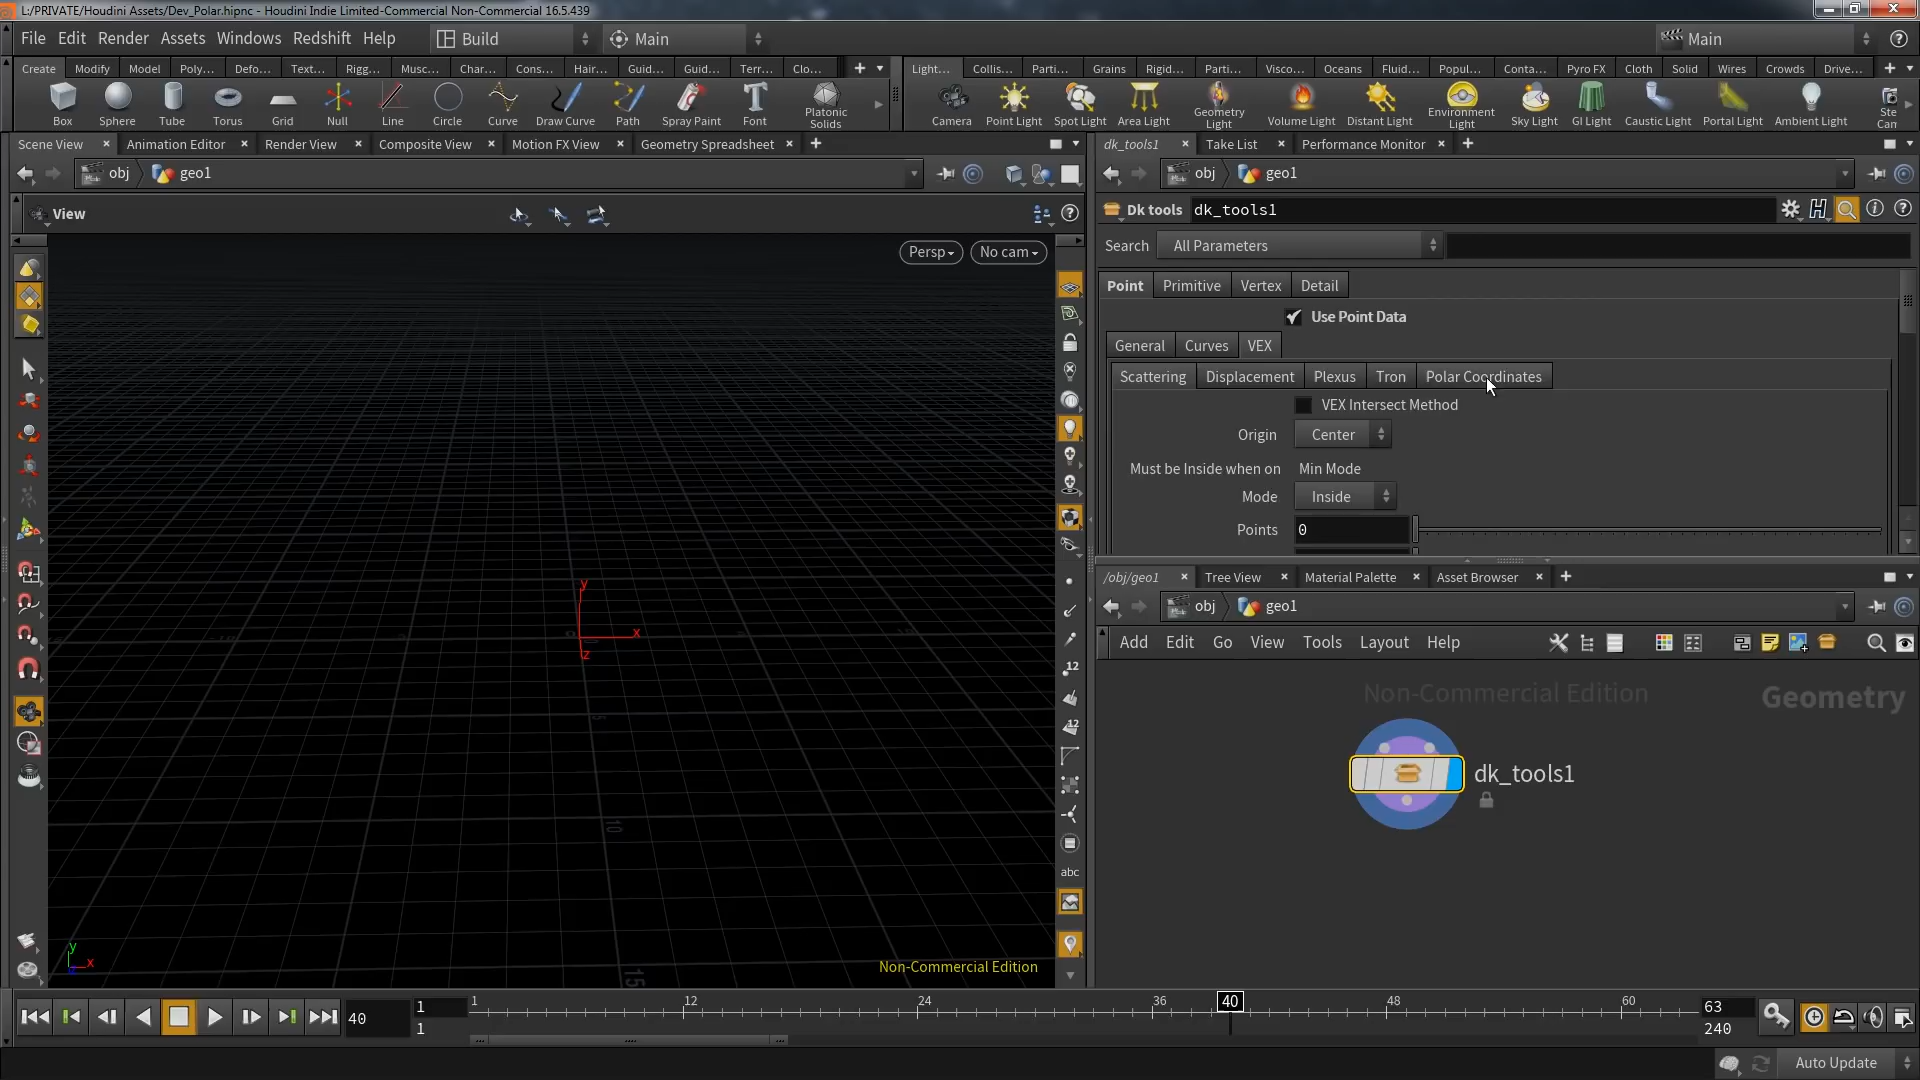 L:/PRIVATE/Houdini Assets/Dev_Polar.hipnc - Houdini Indie Limited-Commercial Non-Commercial 16.5.439
File Edit Render Assets Windows Redshift Help Build Main Main
Create Modify Model Poly... Defo... Text... Rigg... Musc... Char... Cons... Hair... Guid... Guid... Terr... Clo...
Light... Collis... Parti... Grains Rigid... Parti... Visco... Oceans Fluid... Popul... Conta... Pyro FX Cloth Solid Wires Crowds Drive...
Box Sphere Tube Torus Grid Null Line Circle Curve Draw Curve Path Spray Paint Font Platonic Solids
Camera Point Light Spot Light Area Light Geometry Light Volume Light Distant Light Environment Light Sky Light GI Light Caustic Light Portal Light Ambient Light Ste Cam
Scene View Animation Editor Render View Composite View Motion FX View Geometry Spreadsheet
dk_tools1 Take List Performance Monitor
obj geo1
obj geo1
View
Persp No cam
Dk tools dk_tools1
Search All Parameters
Point Primitive Vertex Detail
Use Point Data
General Curves VEX
Scattering Displacement Plexus Tron Polar Coordinates
VEX Intersect Method
Origin Center
Must be Inside when on Min Mode
Mode Inside
Points 0
/obj/geo1 Tree View Material Palette Asset Browser
obj geo1
Add Edit Go View Tools Layout Help
Non-Commercial Edition
Geometry
dk_tools1
y
x
z
5
10
15
12
12
abc
y
x
Non-Commercial Edition
40
1
1
1 12 24 36 40 48 60
63
240
Auto Update